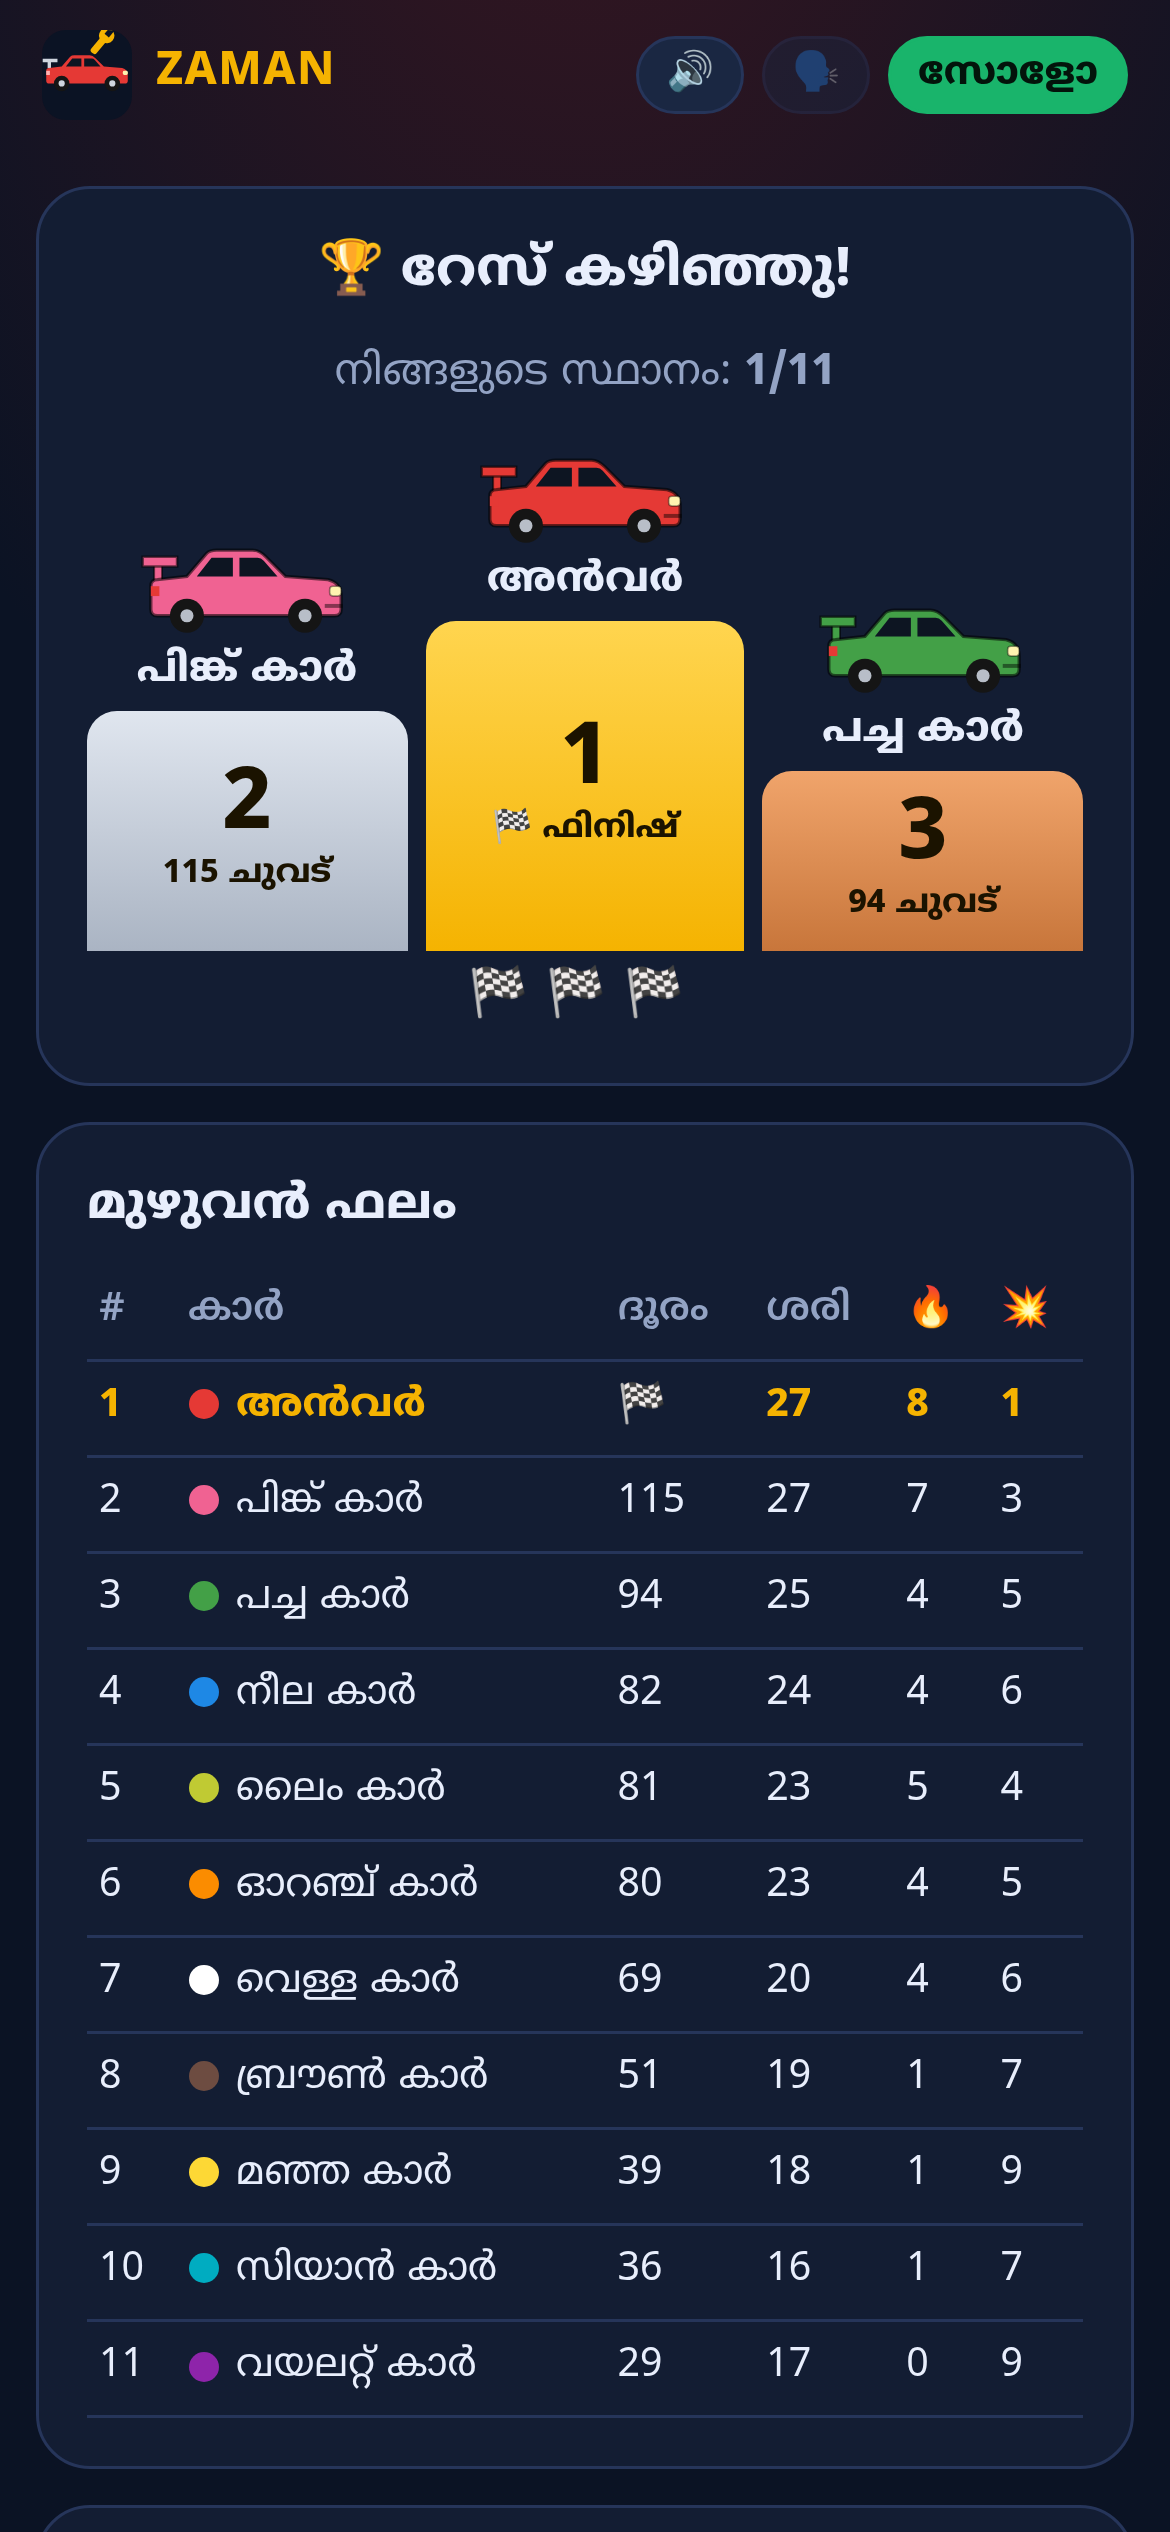 ZAMAN
സോളോ
🏆 റേസ് കഴിഞ്ഞു!
നിങ്ങളുടെ സ്ഥാനം: 1/11
അൻവർ
പിങ്ക് കാർ
പച്ച കാർ
1
🏁 ഫിനിഷ്
2
115 ചുവട്
3
94 ചുവട്
🏁 🏁 🏁
മുഴുവൻ ഫലം
# കാർ ദൂരം ശരി 🔥 💥
1 അൻവർ 🏁 27 8 1
2 പിങ്ക് കാർ 115 27 7 3
3 പച്ച കാർ 94 25 4 5
4 നീല കാർ 82 24 4 6
5 ലൈം കാർ 81 23 5 4
6 ഓറഞ്ച് കാർ 80 23 4 5
7 വെള്ള കാർ 69 20 4 6
8 ബ്രൗൺ കാർ 51 19 1 7
9 മഞ്ഞ കാർ 39 18 1 9
10 സിയാൻ കാർ 36 16 1 7
11 വയലറ്റ് കാർ 29 17 0 9